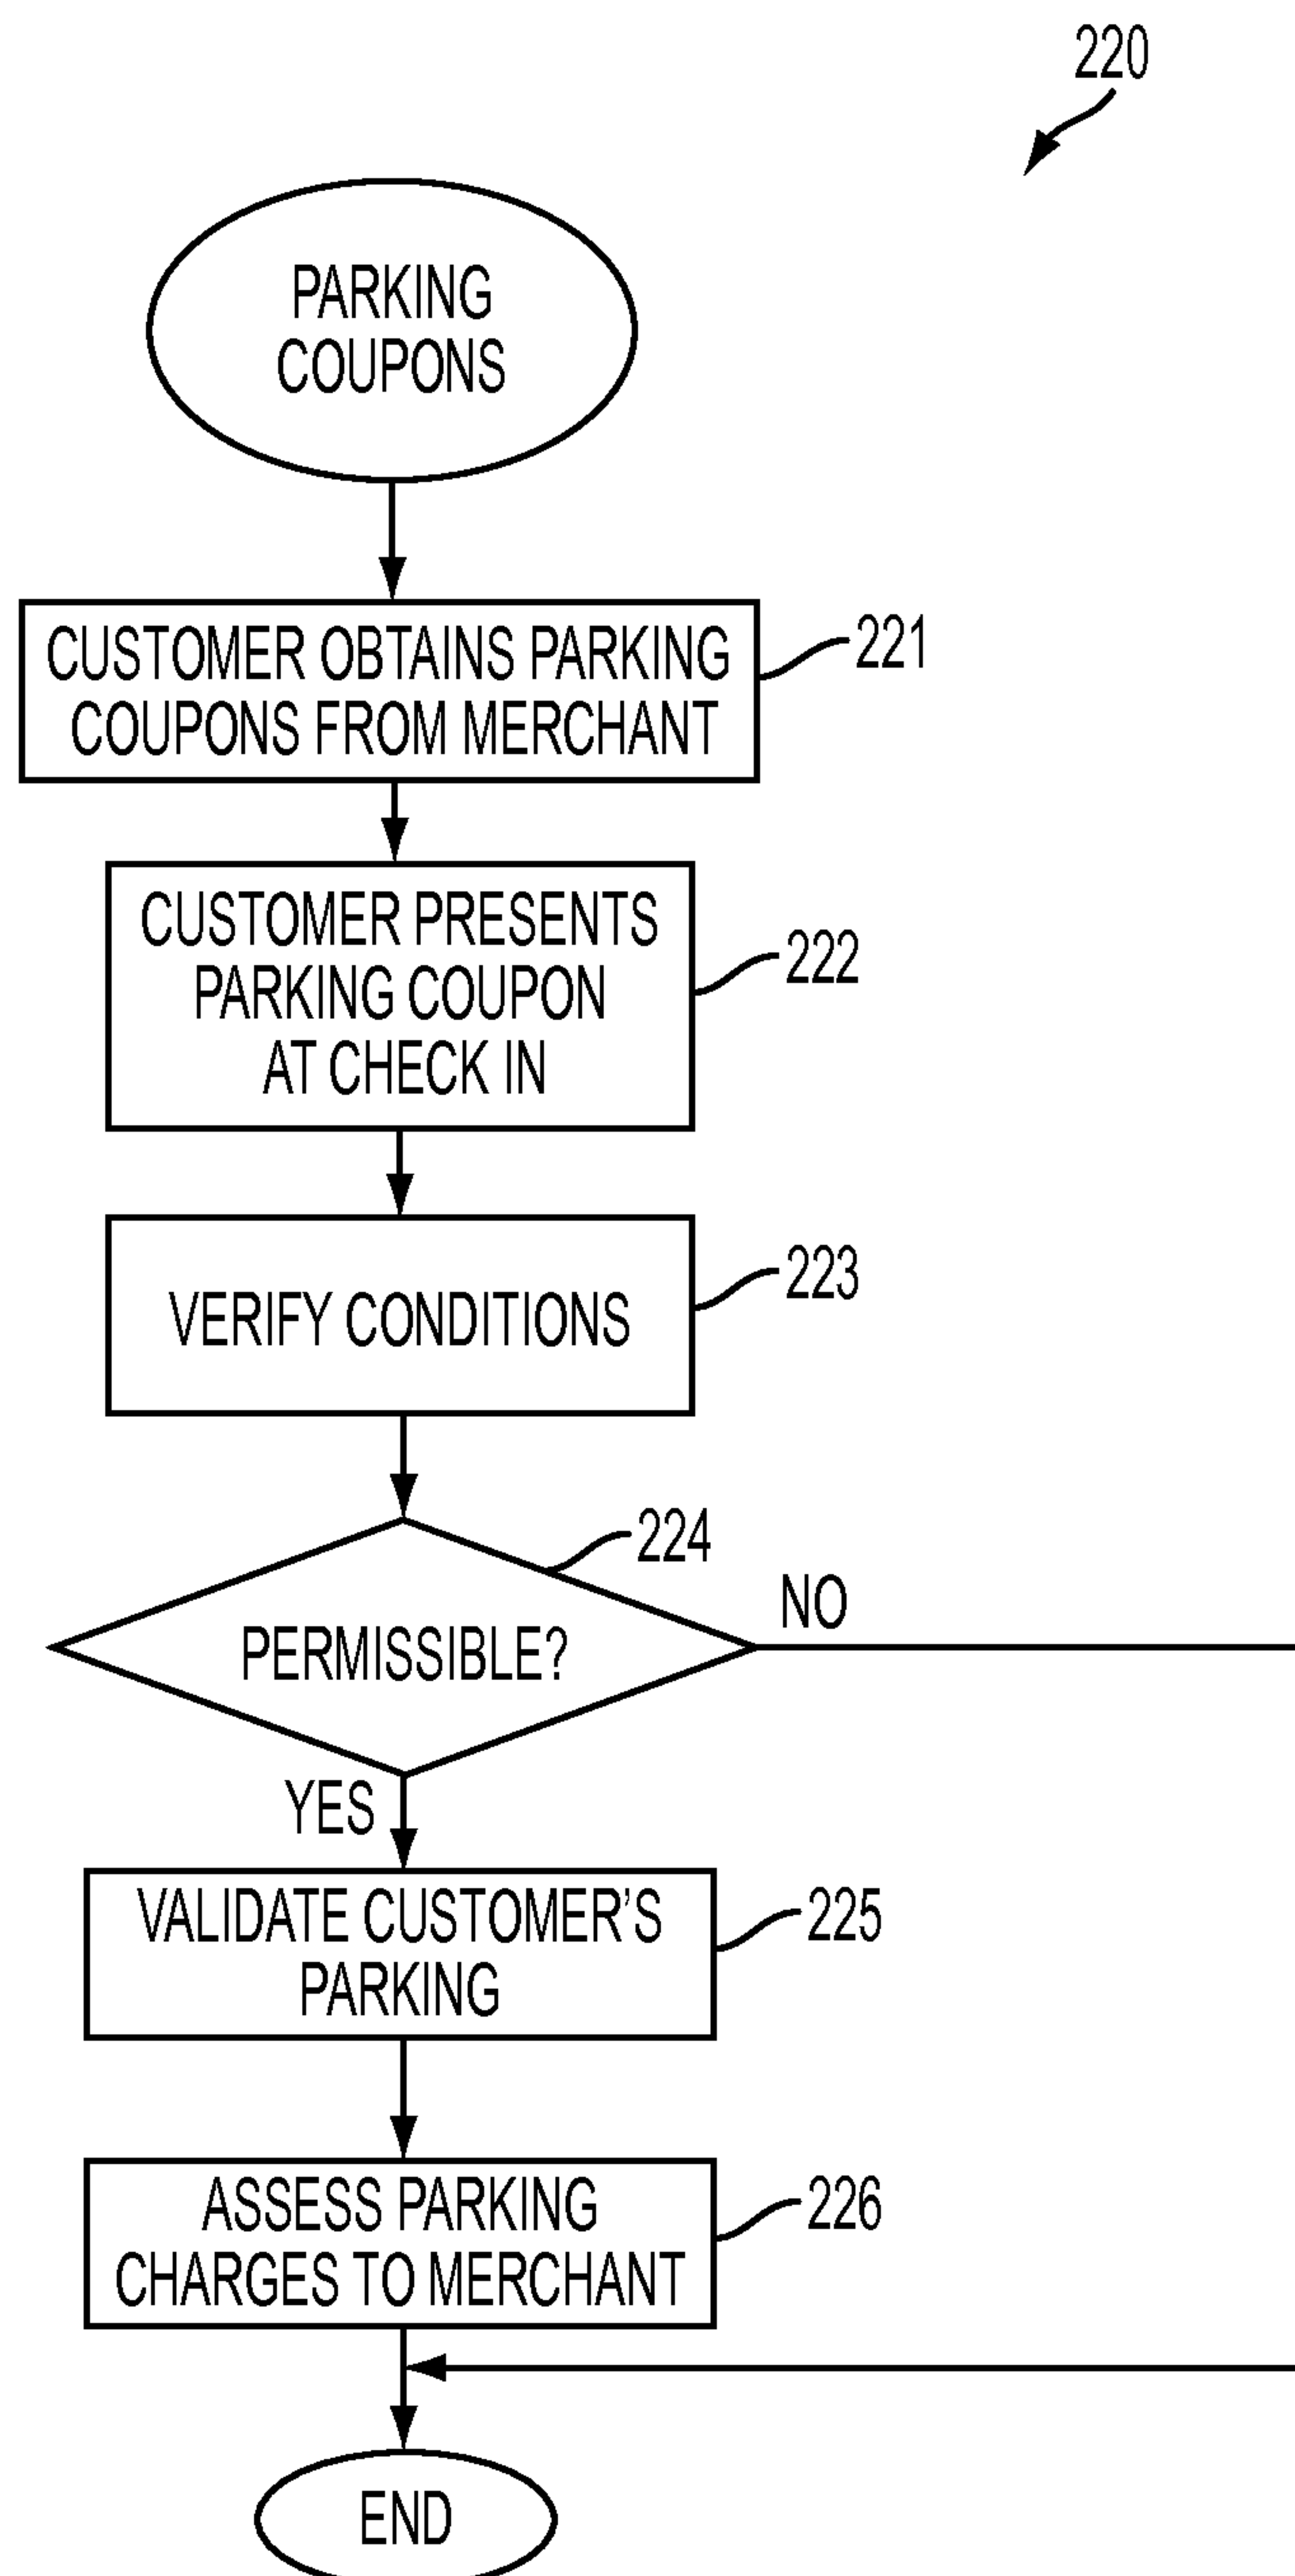 220
PARKING
COUPONS
CUSTOMER OBTAINS PARKING
COUPONS FROM MERCHANT
221
CUSTOMER PRESENTS
PARKING COUPON
AT CHECK IN
222
VERIFY CONDITIONS
223
224
PERMISSIBLE?
NO
YES
VALIDATE CUSTOMER'S
PARKING
225
ASSESS PARKING
CHARGES TO MERCHANT
226
END